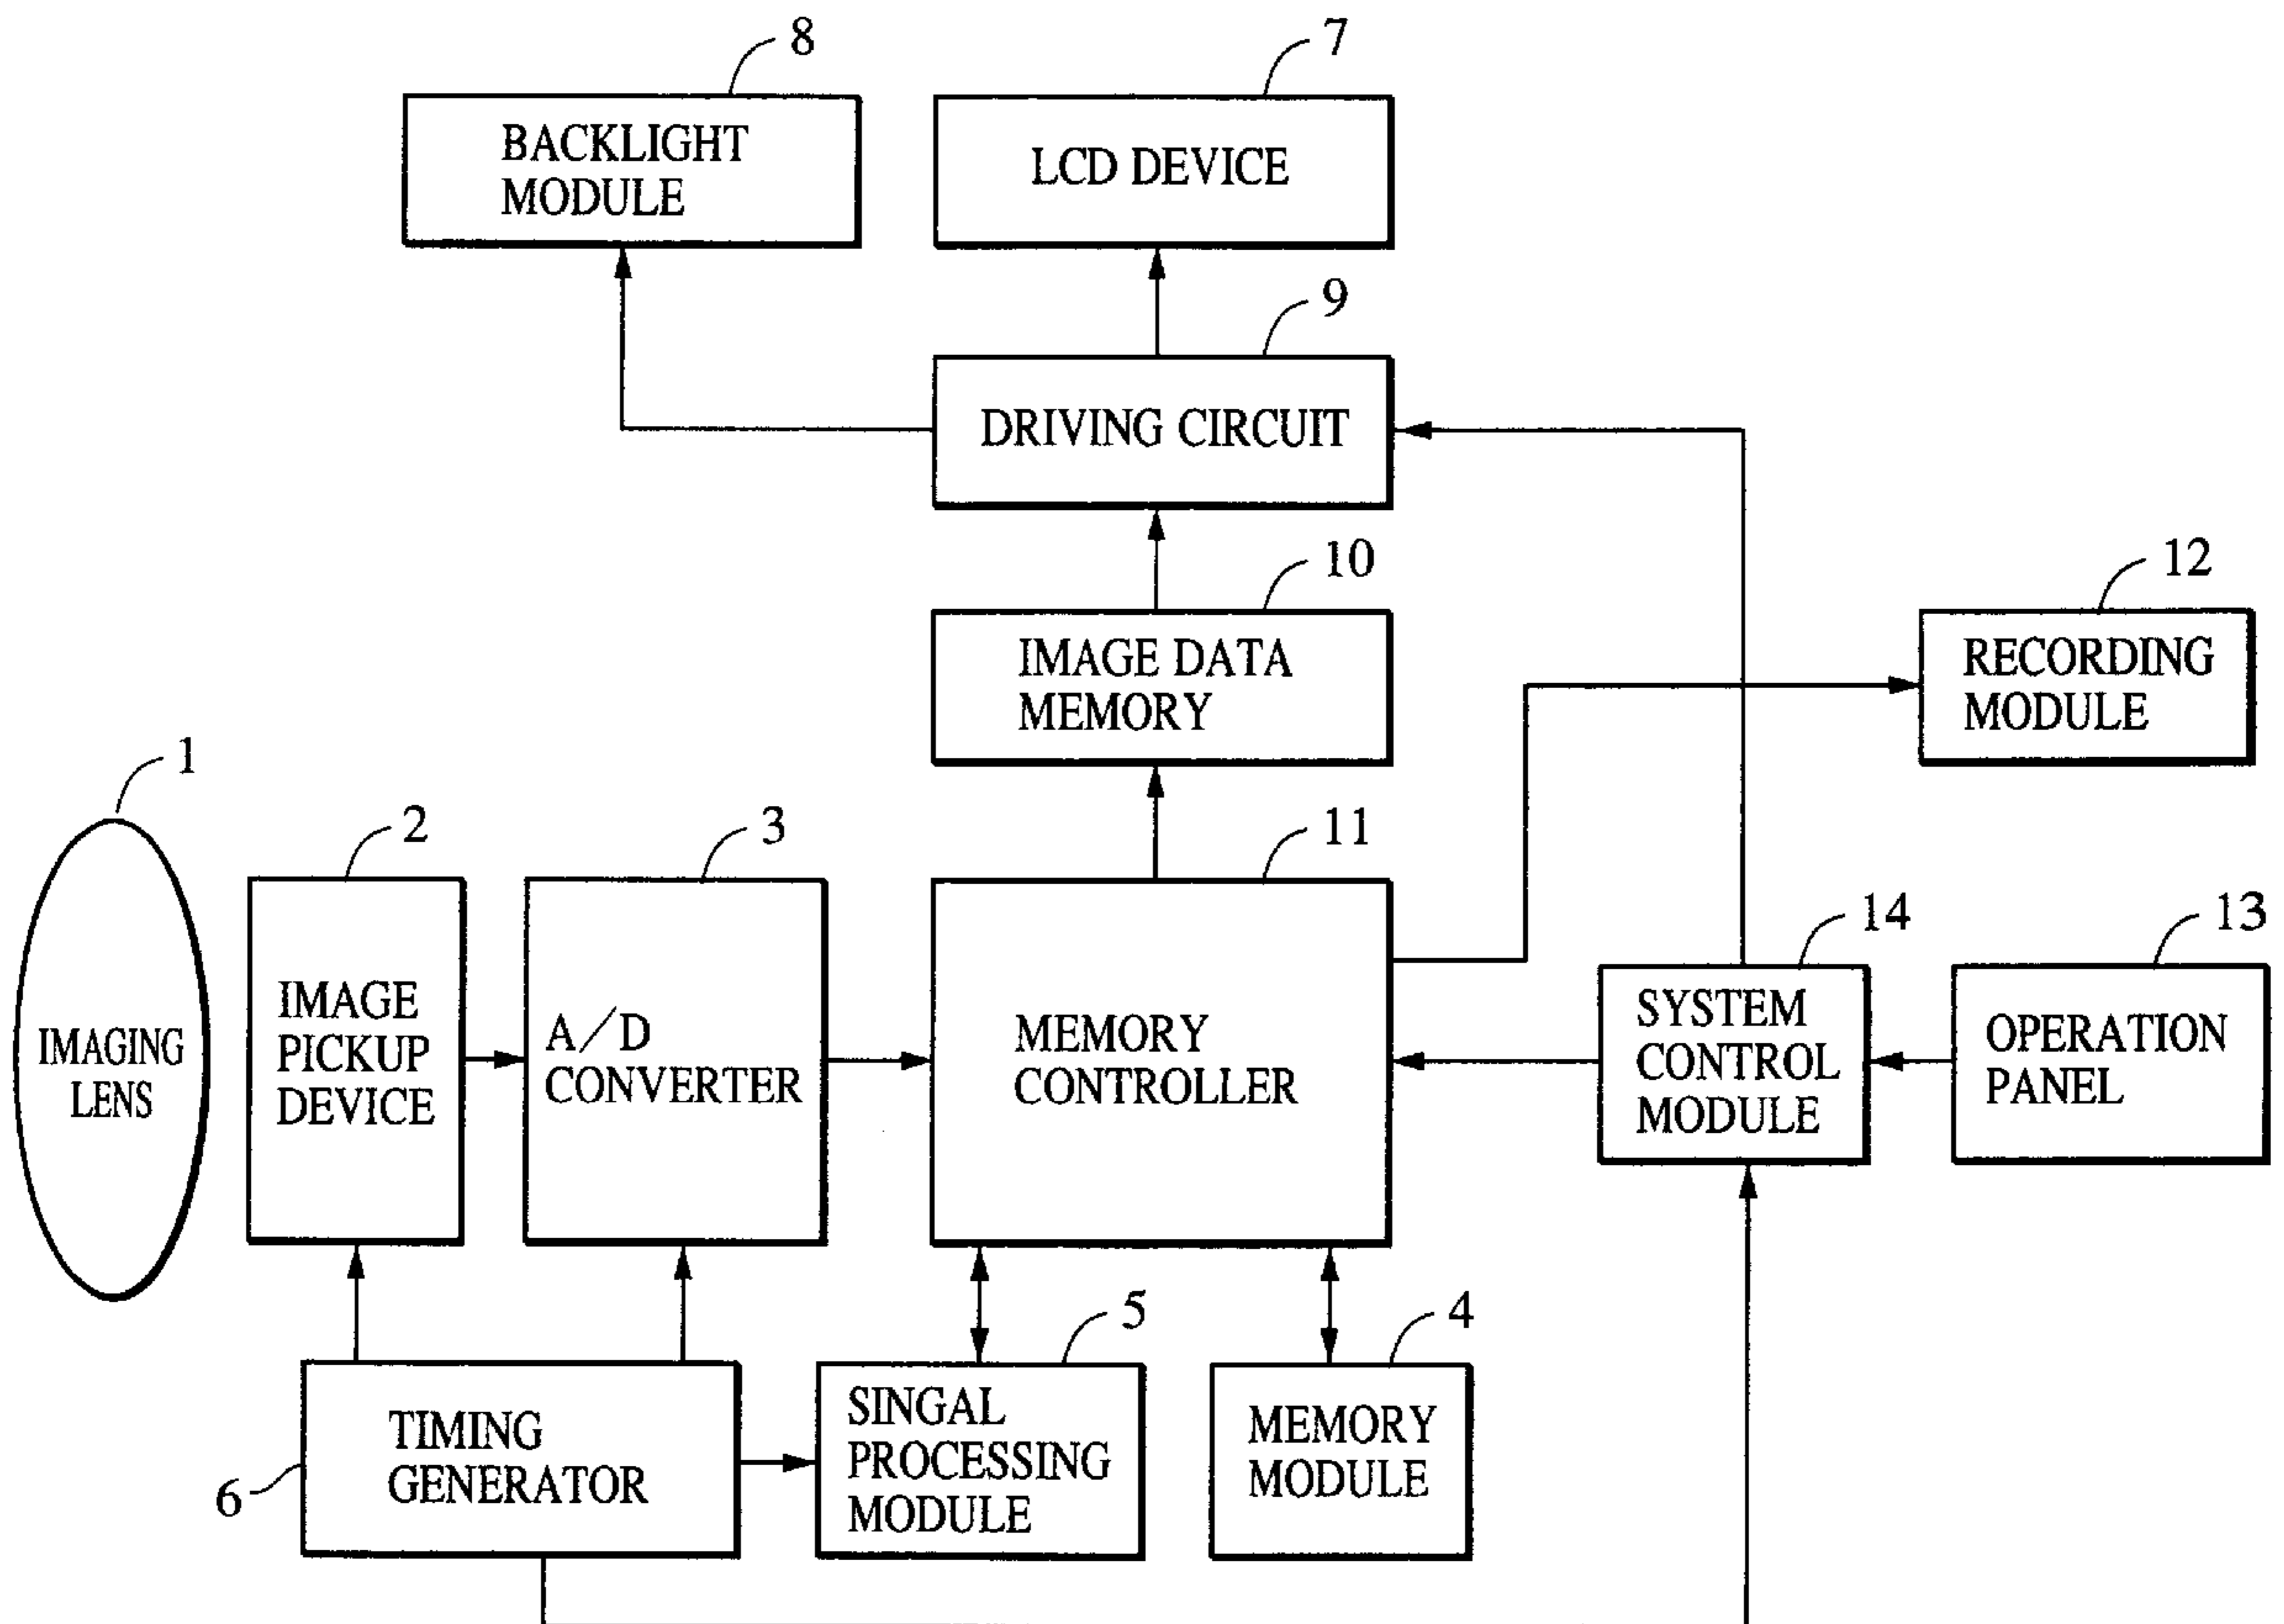 8
7
BACKLIGHT
MODULE
LCD DEVICE
9
DRIVING CIRCUIT
10
12
IMAGE DATA
MEMORY
RECORDING
MODULE
1
2
3
11
14
13
IMAGING
LENS
IMAGE
PICKUP
DEVICE
A/D
CONVERTER
MEMORY
CONTROLLER
SYSTEM
CONTROL
MODULE
OPERATION
PANEL
5
4
6
TIMING
GENERATOR
SINGAL
PROCESSING
MODULE
MEMORY
MODULE